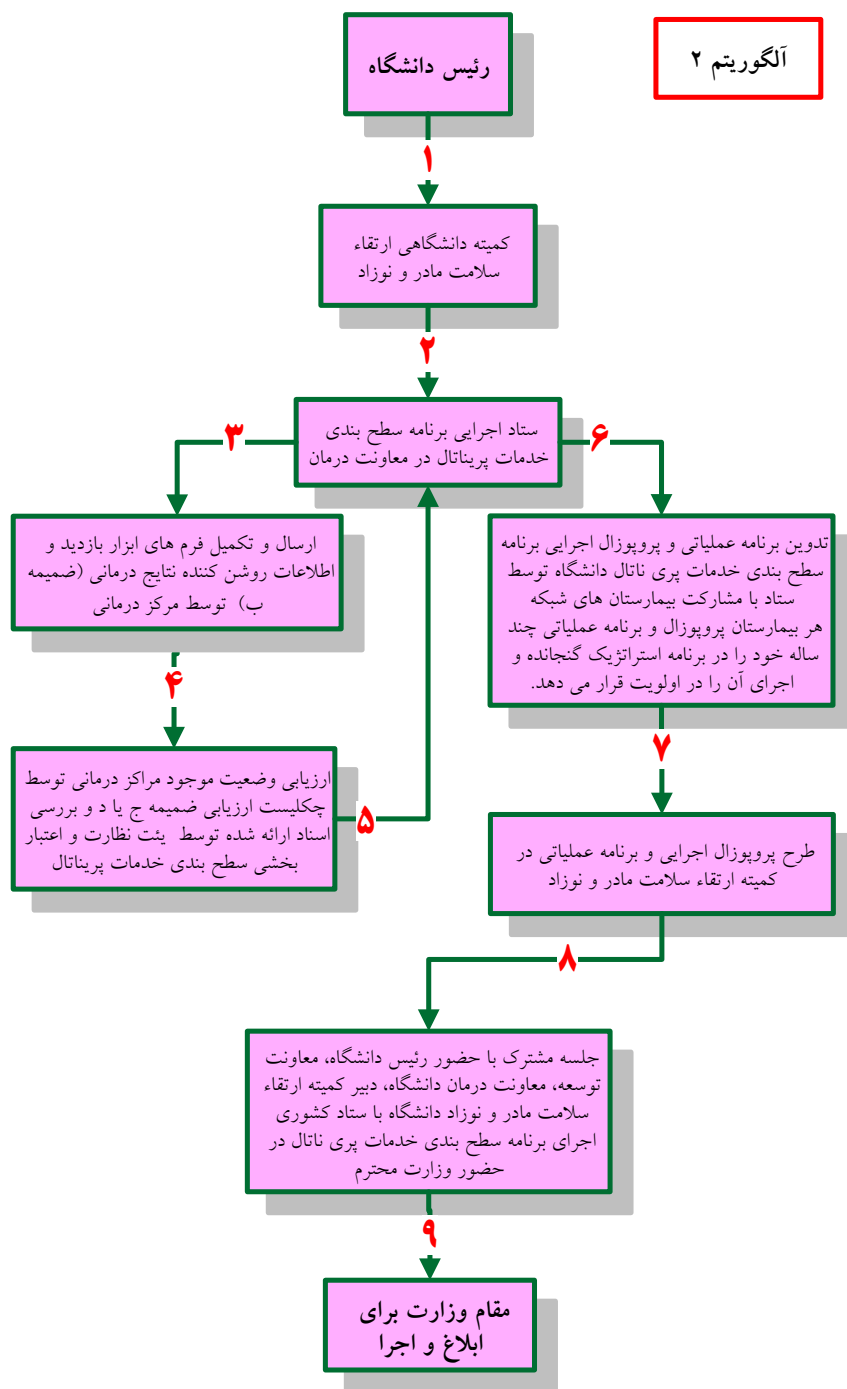 آلگوریتم ۲
رئیس دانشگاه
۱
کمیته دانشگاهی ارتقاء
سلامت مادر و نوزاد
۲
ستاد اجرایی برنامه سطح بندی
خدمات پریناتال در معاونت درمان
۳
ارسال و تکمیل فرم های ابزار بازدید و
اطلاعات روشن کننده نتایج درمانی (ضمیمه
ب) توسط مرکز درمانی
۴
ارزیابی وضعیت موجود مراکز درمانی توسط
چکلیست ارزیابی ضمیمه ج یا د و بررسی
اسناد ارائه شده توسط یئت نظارت و اعتبار
بخشی سطح بندی خدمات پریناتال
۵
۶
تدوین برنامه عملیاتی و پروپوزال اجرایی برنامه
سطح بندی خدمات پری ناتال دانشگاه توسط
ستاد با مشارکت بیمارستان های شبکه
هر بیمارستان پروپوزال و برنامه عملیاتی چند
ساله خود را در برنامه استراتژیک گنجانده و
اجرای آن را در اولویت قرار می دهد.
۷
طرح پروپوزال اجرایی و برنامه عملیاتی در
کمیته ارتقاء سلامت مادر و نوزاد
۸
جلسه مشترک با حضور رئیس دانشگاه، معاونت
توسعه، معاونت درمان دانشگاه، دبیر کمیته ارتقاء
سلامت مادر و نوزاد دانشگاه با ستاد کشوری
اجرای برنامه سطح بندی خدمات پری ناتال در
حضور وزارت محترم
۹
مقام وزارت برای
ابلاغ و اجرا